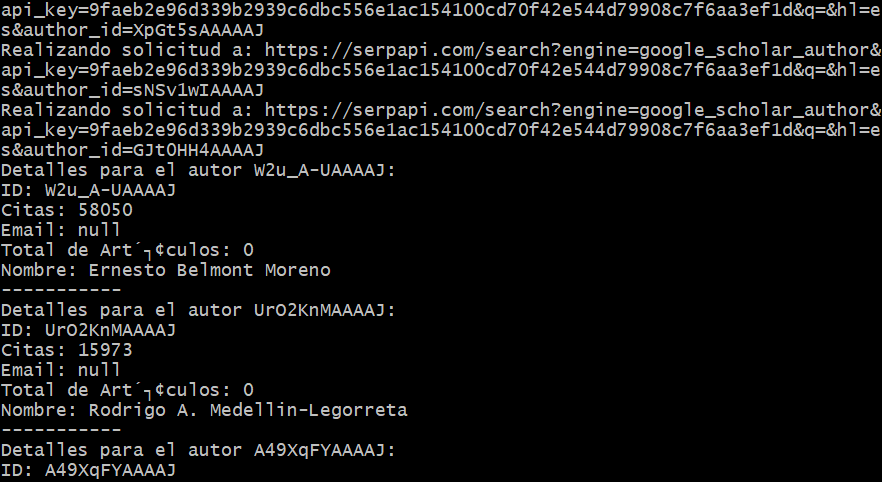 api_key=9faeb2e96d339b2939c6dbc556e1ac154100cd70f42e544d79908c7f6aa3ef1d&q=&hl=e
s&author_id=XpGt5sAAAAAJ
Realizando solicitud a: https://serpapi.com/search?engine=google_scholar_author&
api_key=9faeb2e96d339b2939c6dbc556e1ac154100cd70f42e544d79908c7f6aa3ef1d&q=&hl=e
s&author_id=sNSv1wIAAAAJ
Realizando solicitud a: https://serpapi.com/search?engine=google_scholar_author&
api_key=9faeb2e96d339b2939c6dbc556e1ac154100cd70f42e544d79908c7f6aa3ef1d&q=&hl=e
s&author_id=GJtOHH4AAAAJ
Detalles para el autor W2u_A-UAAAAJ:
ID: W2u_A-UAAAAJ
Citas: 58050
Email: null
Total de Art´┐¢culos: 0
Nombre: Ernesto Belmont Moreno
-----------
Detalles para el autor UrO2KnMAAAAJ:
ID: UrO2KnMAAAAJ
Citas: 15973
Email: null
Total de Art´┐¢culos: 0
Nombre: Rodrigo A. Medellin-Legorreta
-----------
Detalles para el autor A49XqFYAAAAJ:
ID: A49XqFYAAAAJ